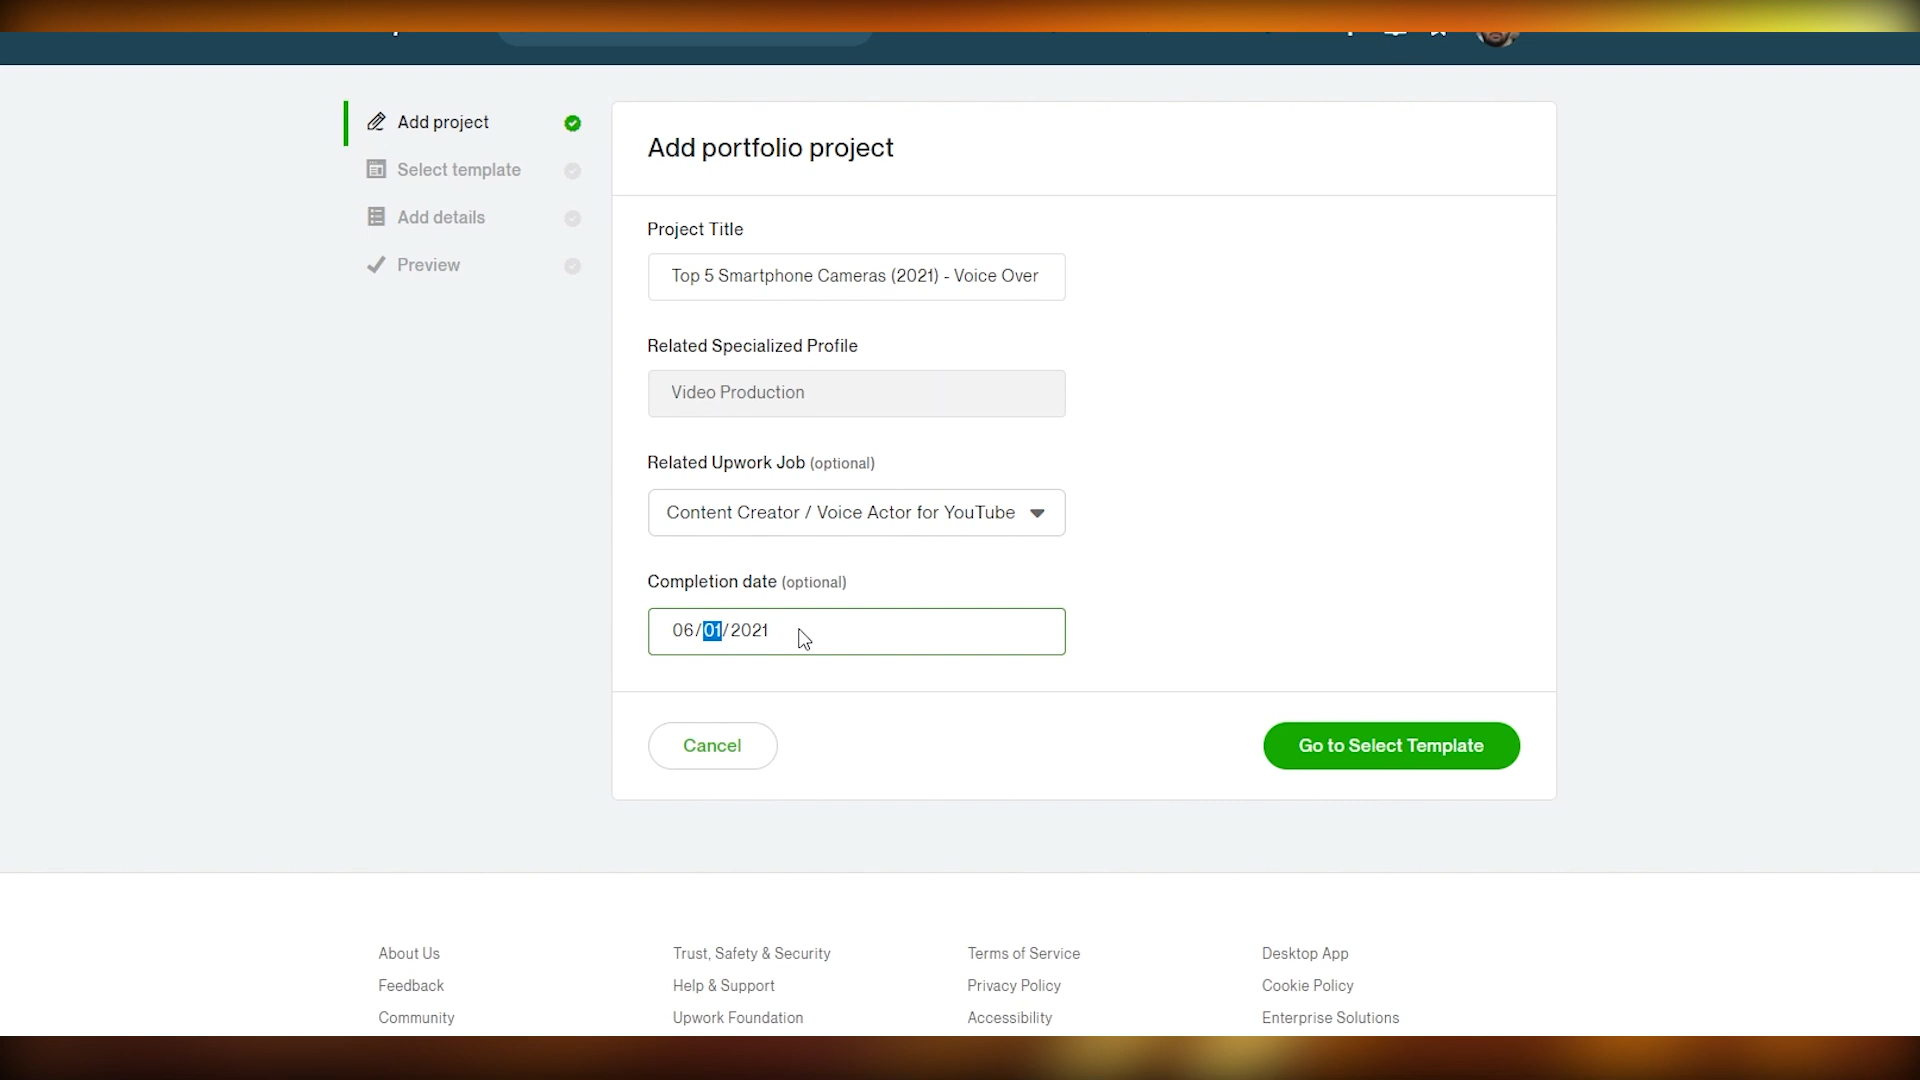 Add project
Select template
Add details
Preview
Add portfolio project
Project Title
Top 5 Smartphone Cameras (2021) - Voice Over
Related Specialized Profile
Video Production
Related Upwork Job (optional)
Content Creator / Voice Actor for YouTube
Completion date (optional)
06/01/2021
Cancel
Go to Select Template
About Us
Trust, Safety & Security
Terms of Service
Desktop App
Feedback
Help & Support
Privacy Policy
Cookie Policy
Community
Upwork Foundation
Accessibility
Enterprise Solutions